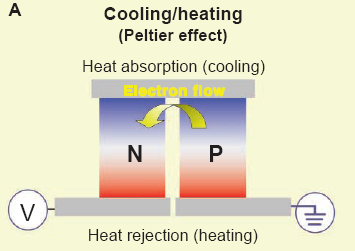 A
Cooling/heating
(Peltier effect)
Heat absorption (cooling)
Electron flow
N P
V
Heat rejection (heating)